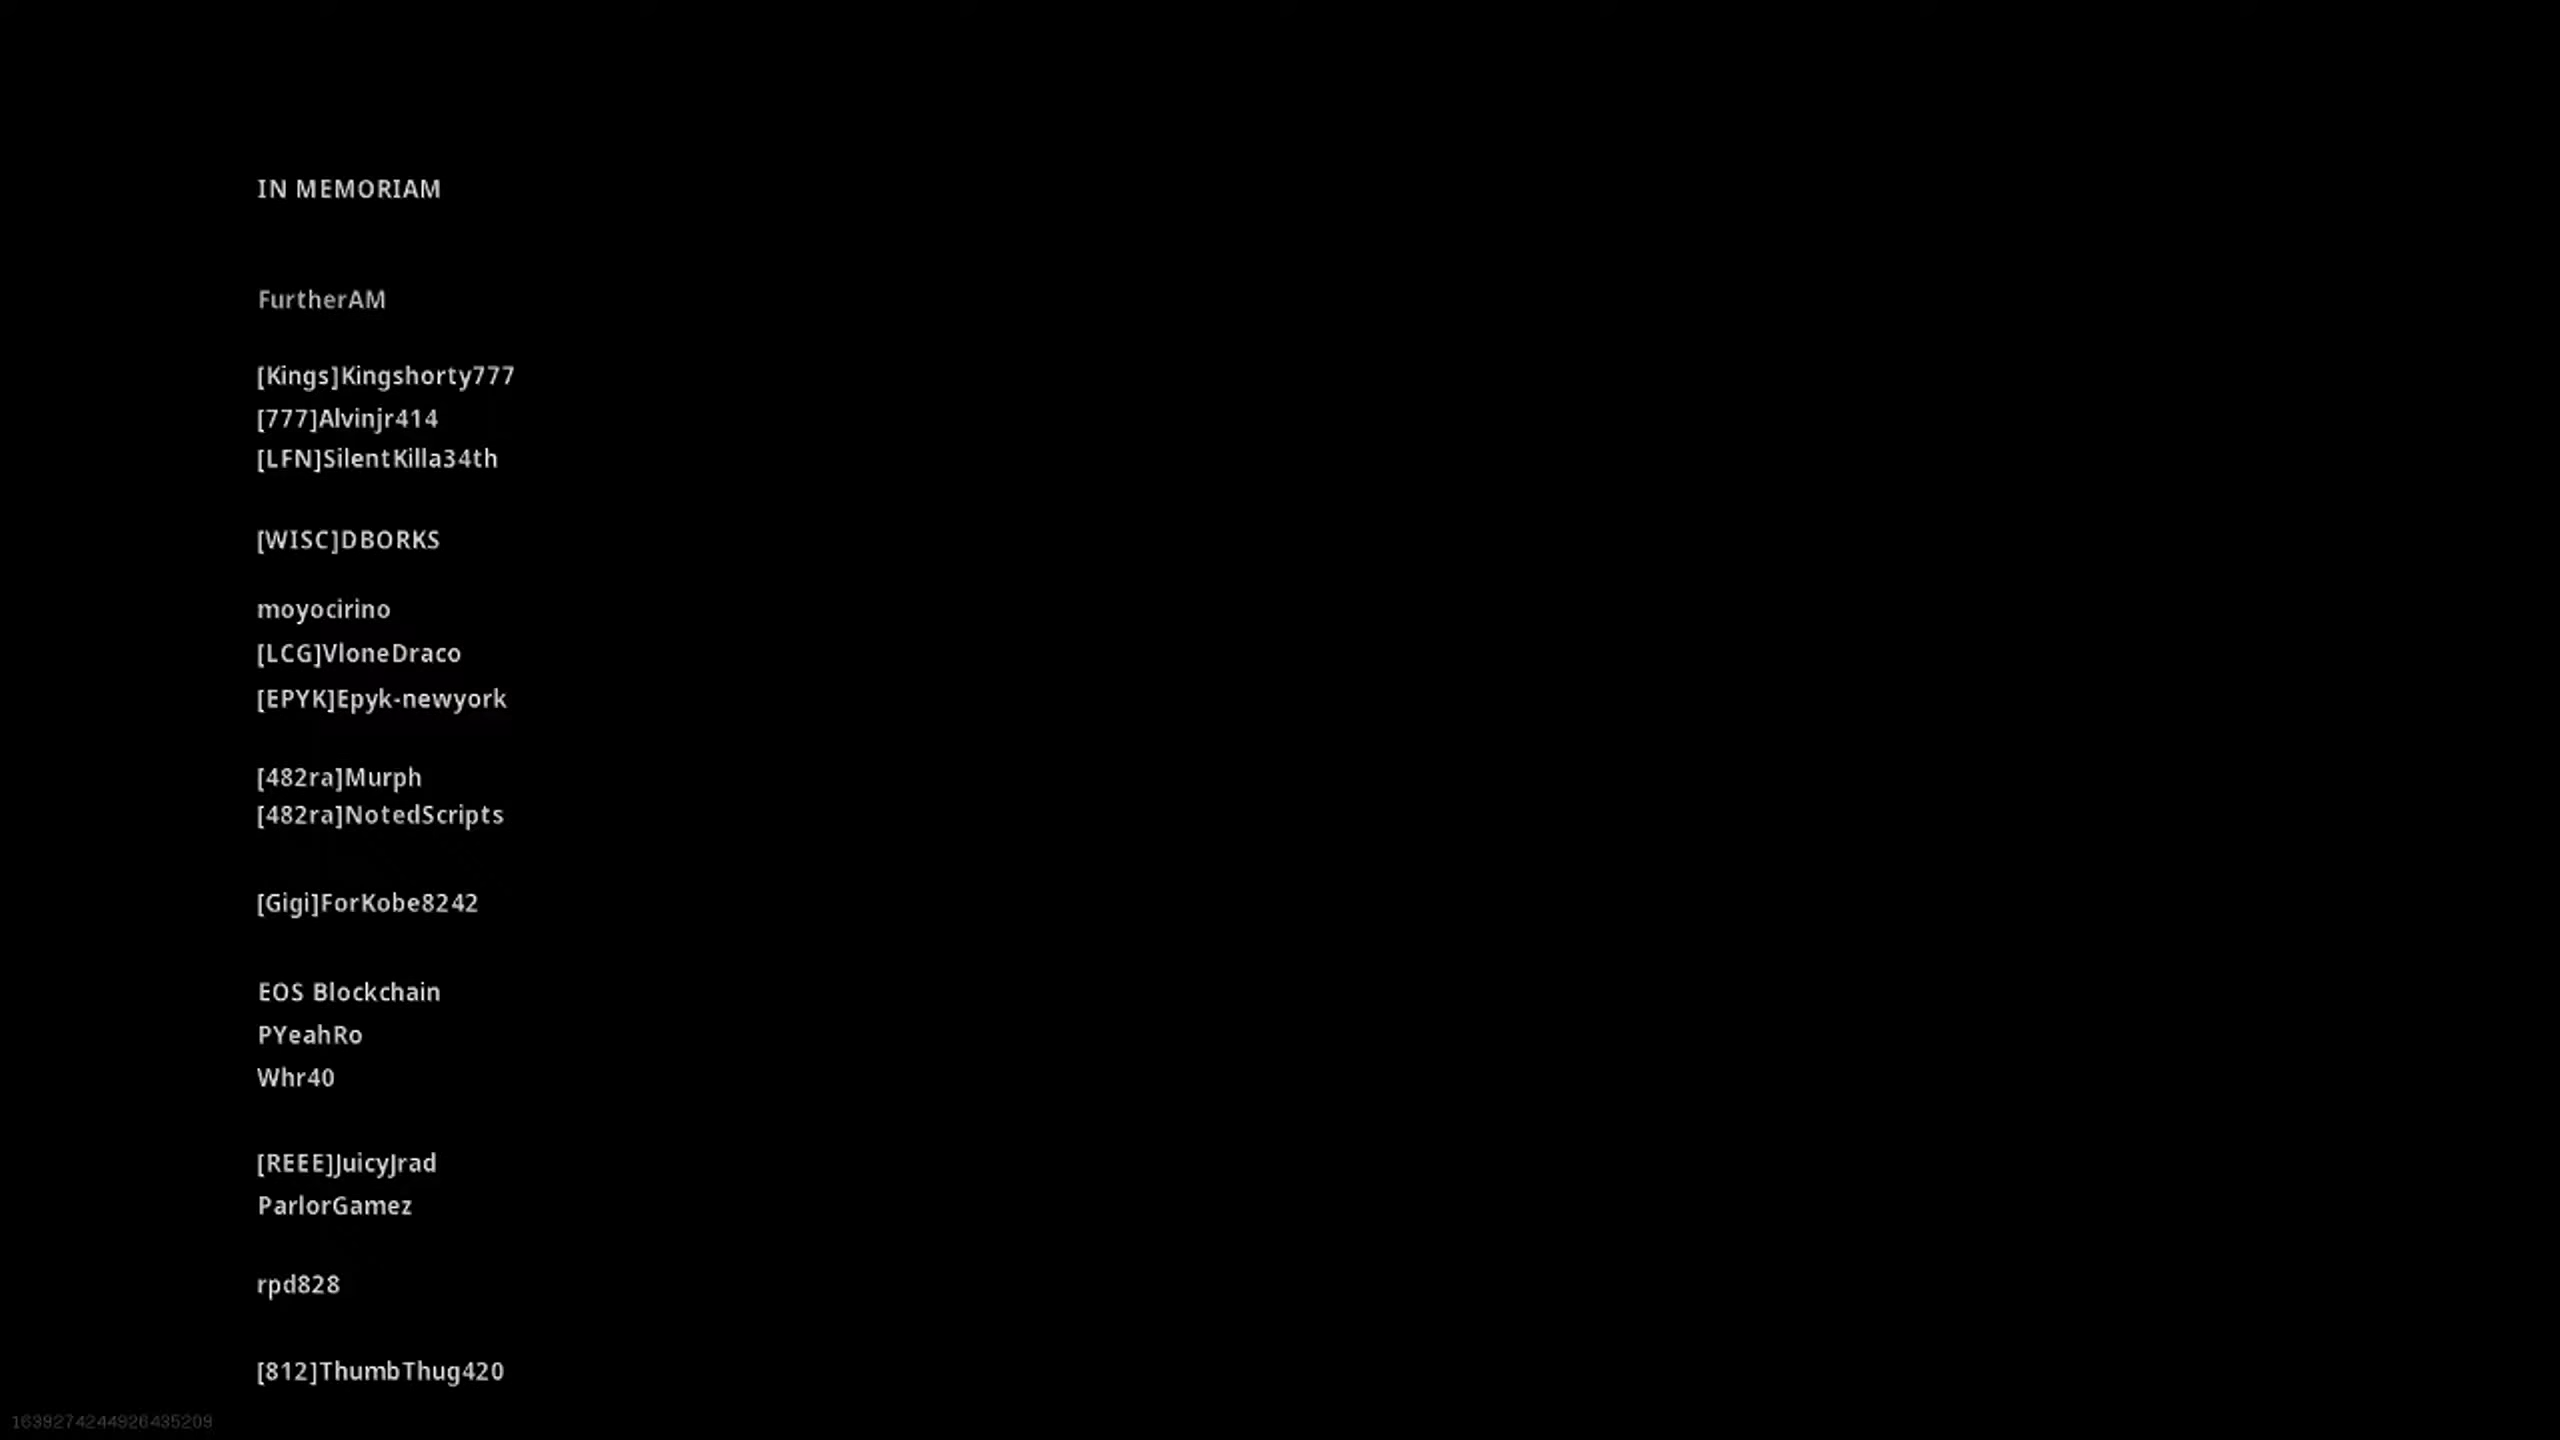 IN MEMORIAM
FurtherAM
[Kings]Kingshorty777
[777]Alvinjr414
[LFN]SilentKilla34th
[WISC]DBORKS
moyocirino
[LCG]VloneDraco
[EPYK]Epyk-newyork
[482ra]Murph
[482ra]NotedScripts
[Gigi]ForKobe8242
EOS Blockchain
PYeahRo
Whr40
[REEE]JuicyJrad
ParlorGamez
rpd828
[812]ThumbThug420
1639274244926435209